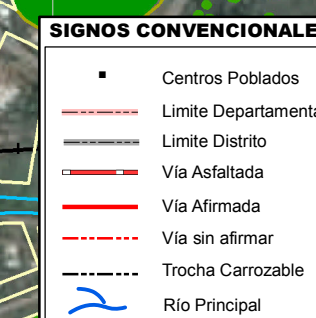 SIGNOS CONVENCIONALE
Centros Poblados
Limite Departamenta
Limite Distrito
Vía Asfaltada
Vía Afirmada
Vía sin afirmar
Trocha Carrozable
Río Principal